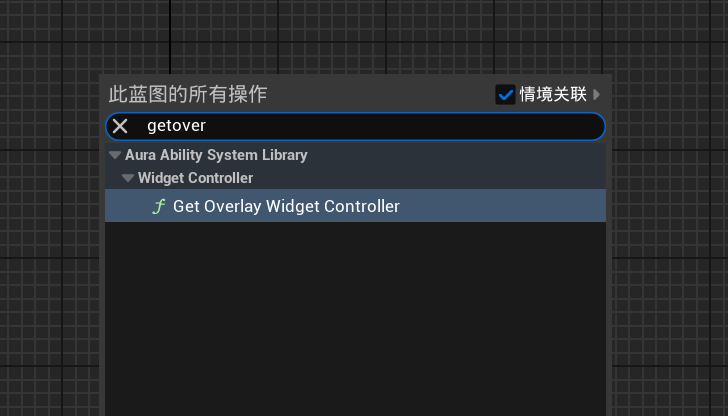 此蓝图的所有操作 情境关联
getover
Aura Ability System Library
Widget Controller
f Get Overlay Widget Controller